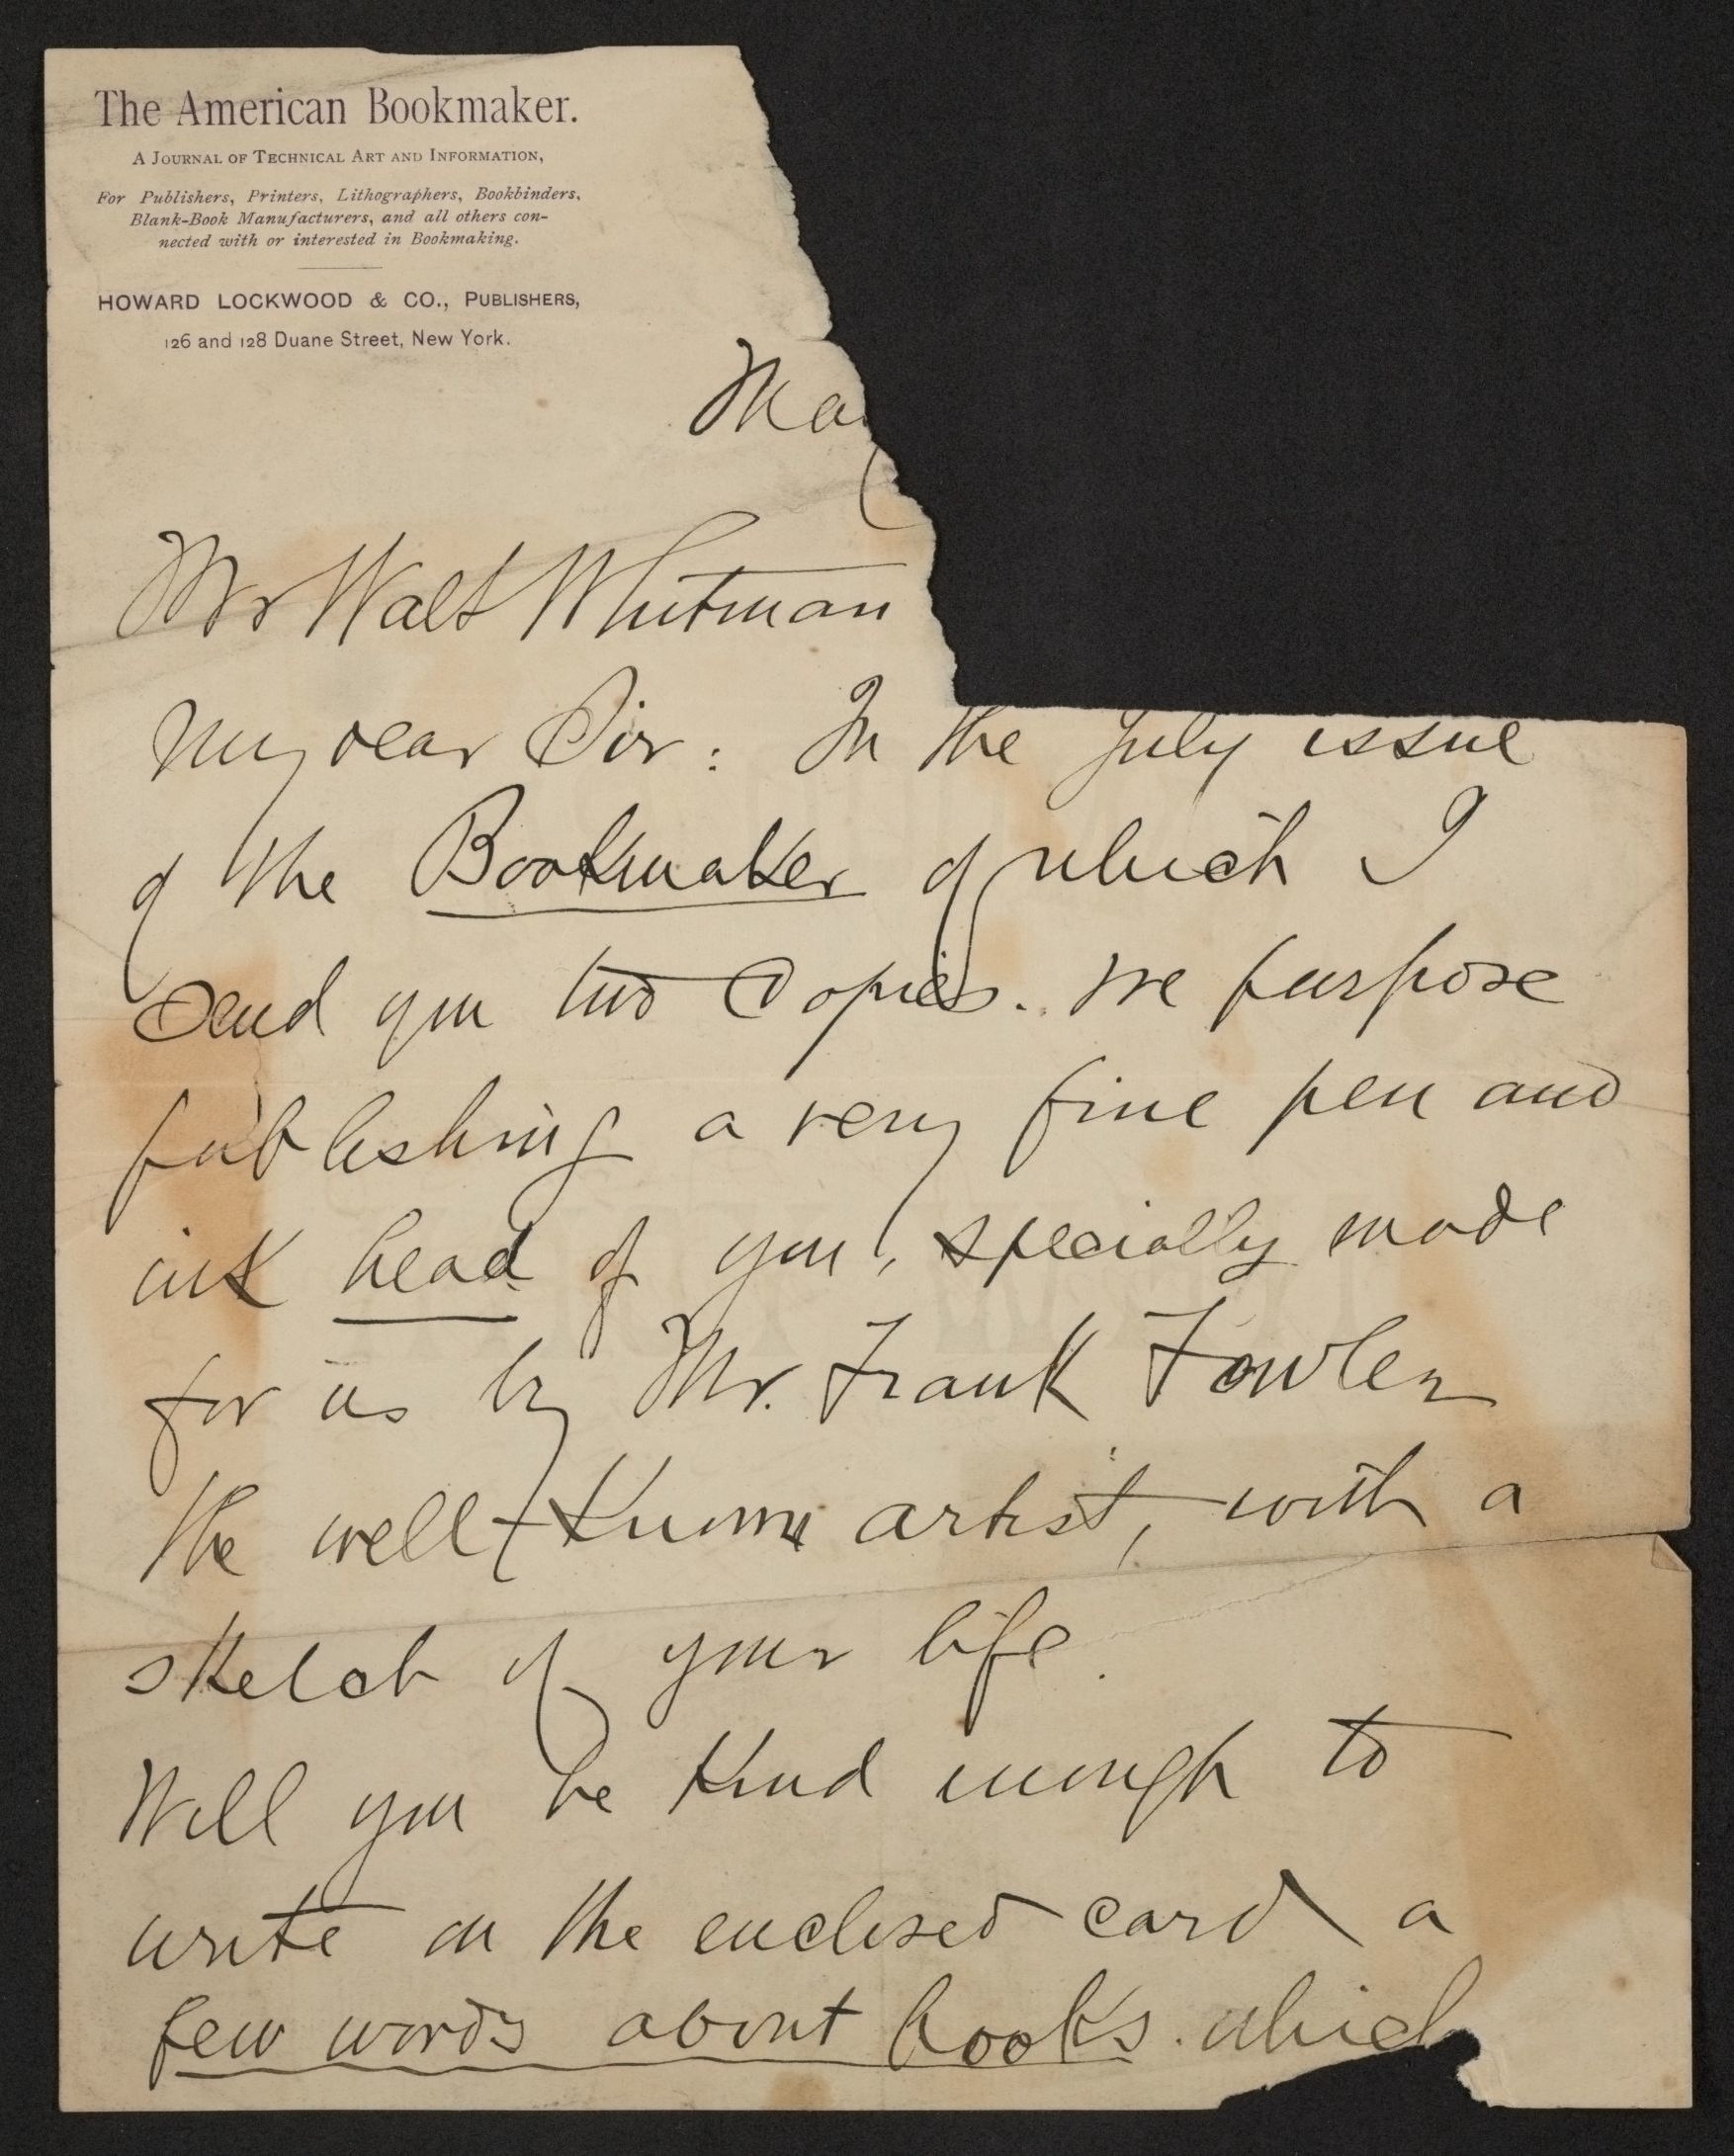 The American Bookmaker.
A Journal of Technical Art and Information,
For Publishers, Printers, Lithographers, Bookbinders,
Blank-Book Manufacturers, and all others con-
nected with or interested in Bookmaking.
HOWARD LOCKWOOD & CO., Publishers,
126 and 128 Duane Street, New York.
May
Mr Walt Whitman
My dear Sir: In the July issue
of the Bookmaker of which I
send you two copies. we purpose
publishing a very fine pen and
ink head of you, specially made
for us by Mr. Frank Fowler
the well-known artist, with a
sketch of your life.
Will you be kind enough to
write on the enclosed card a
few words about books. which